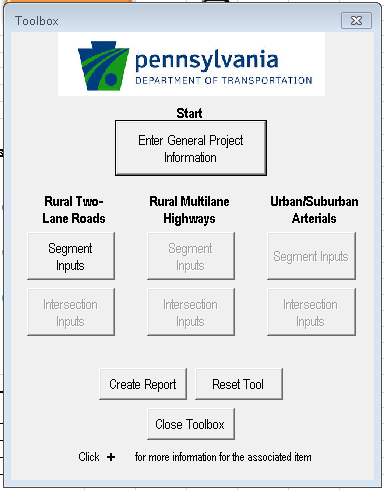 Toolbox
pennsylvania
DEPARTMENT OF TRANSPORTATION
Start
Enter General Project
Information
Rural Two-
Lane Roads
Rural Multilane
Highways
Urban/Suburban
Arterials
Segment
Inputs
Segment
Inputs
Segment Inputs
Intersection
Inputs
Intersection
Inputs
Intersection
Inputs
Create Report
Reset Tool
Close Toolbox
Click + for more information for the associated item